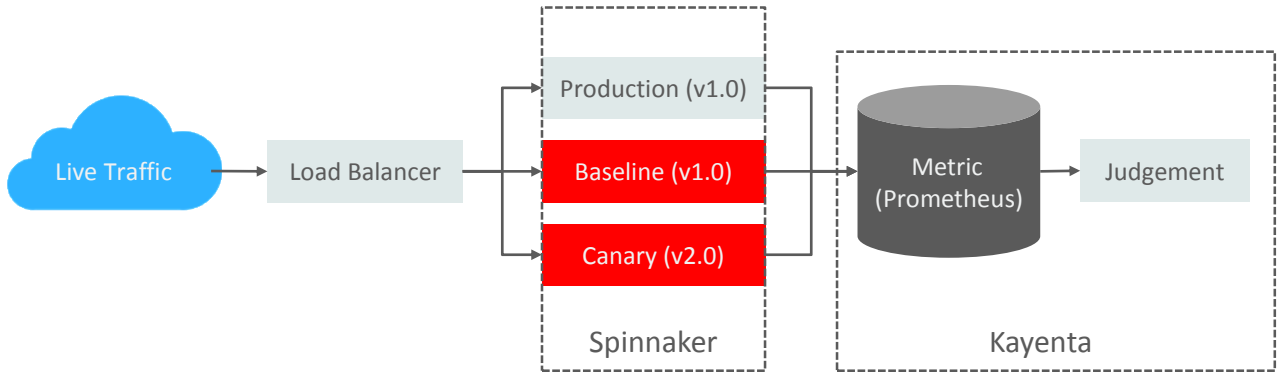 Live Traffic
Load Balancer
Production (v1.0)
Baseline (v1.0)
Canary (v2.0)
Spinnaker
Metric
(Prometheus)
Judgement
Kayenta